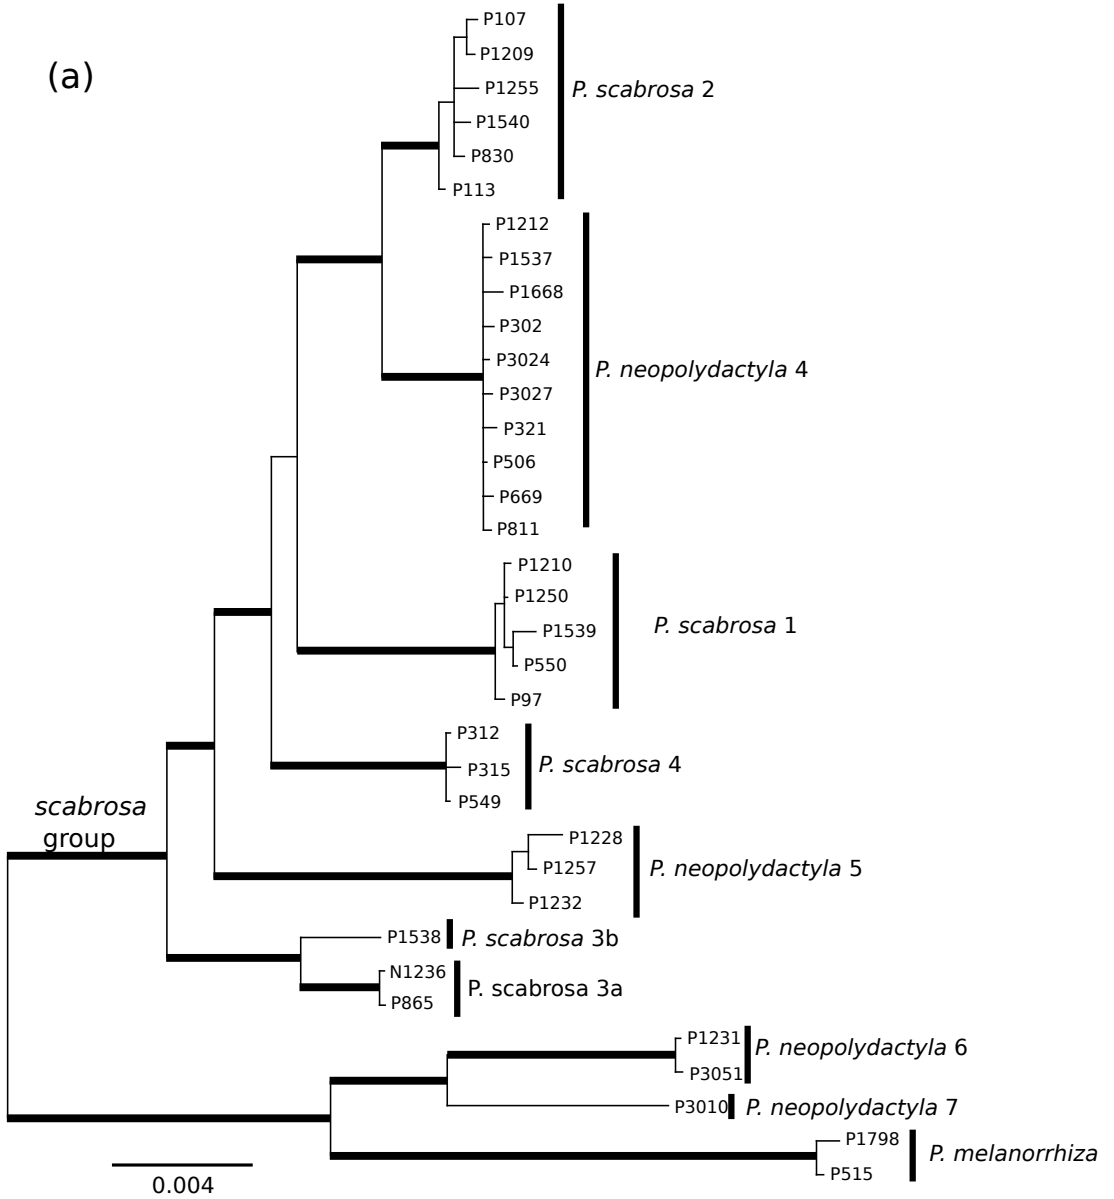 (a)
P107
P1209
P1255
P. scabrosa 2
P1540
P830
P113
P1212
P1537
P1668
P302
P3024
P. neopolydactyla 4
P3027
P321
P506
P669
P811
P1210
P1250
P1539
P. scabrosa 1
P550
P97
P312
P315
P. scabrosa 4
P549
scabrosa
group
P1228
P1257
P. neopolydactyla 5
P1232
P1538
P. scabrosa 3b
N1236
P. scabrosa 3a
P865
P1231
P. neopolydactyla 6
P3051
P3010
P. neopolydactyla 7
P1798
P. melanorrhiza
P515
0.004